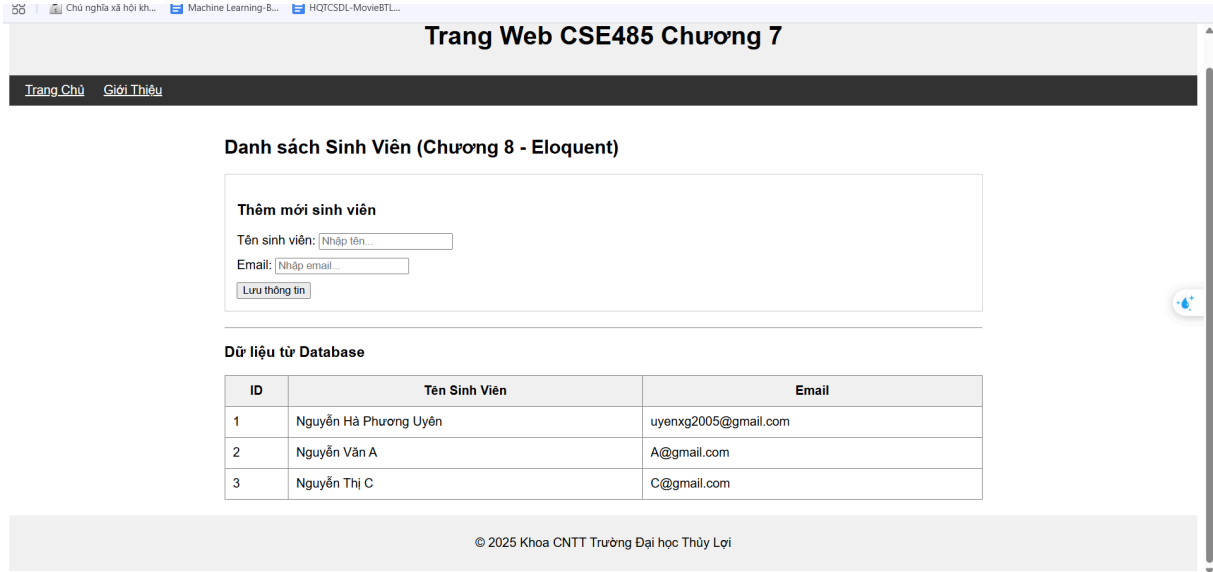 Chủ nghĩa xã hội kh... Machine Learning-B... HQTCSDL-MovieBTL...
Trang Web CSE485 Chương 7
Trang Chủ Giới Thiệu
Danh sách Sinh Viên (Chương 8 - Eloquent)
Thêm mới sinh viên
Tên sinh viên: Nhập tên...
Email: Nhập email...
Lưu thông tin
Dữ liệu từ Database
ID Tên Sinh Viên Email
1 Nguyễn Hà Phương Uyên uyenxg2005@gmail.com
2 Nguyễn Văn A A@gmail.com
3 Nguyễn Thị C C@gmail.com
© 2025 Khoa CNTT Trường Đại học Thủy Lợi